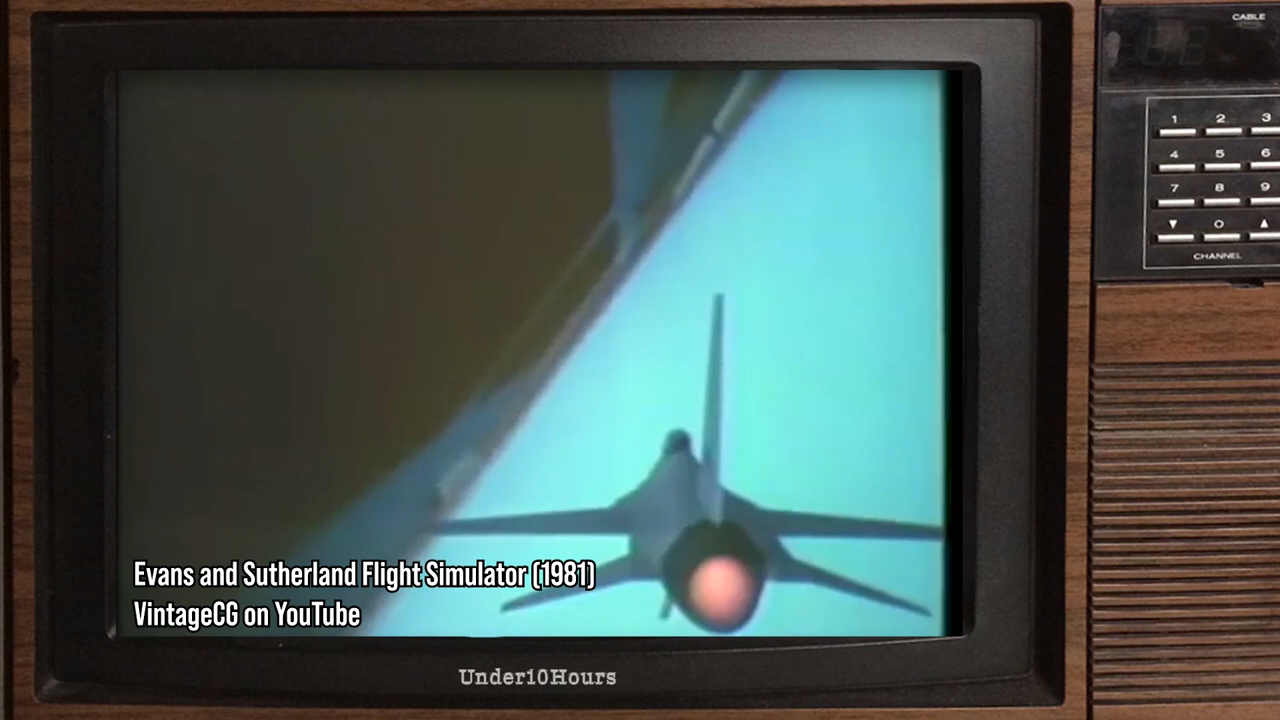 CABLE
1 2 3
4 5 6
7 8 9
▼ 0 ▲
CHANNEL
Evans and Sutherland Flight Simulator (1981)
VintageCG on YouTube
Under10Hours